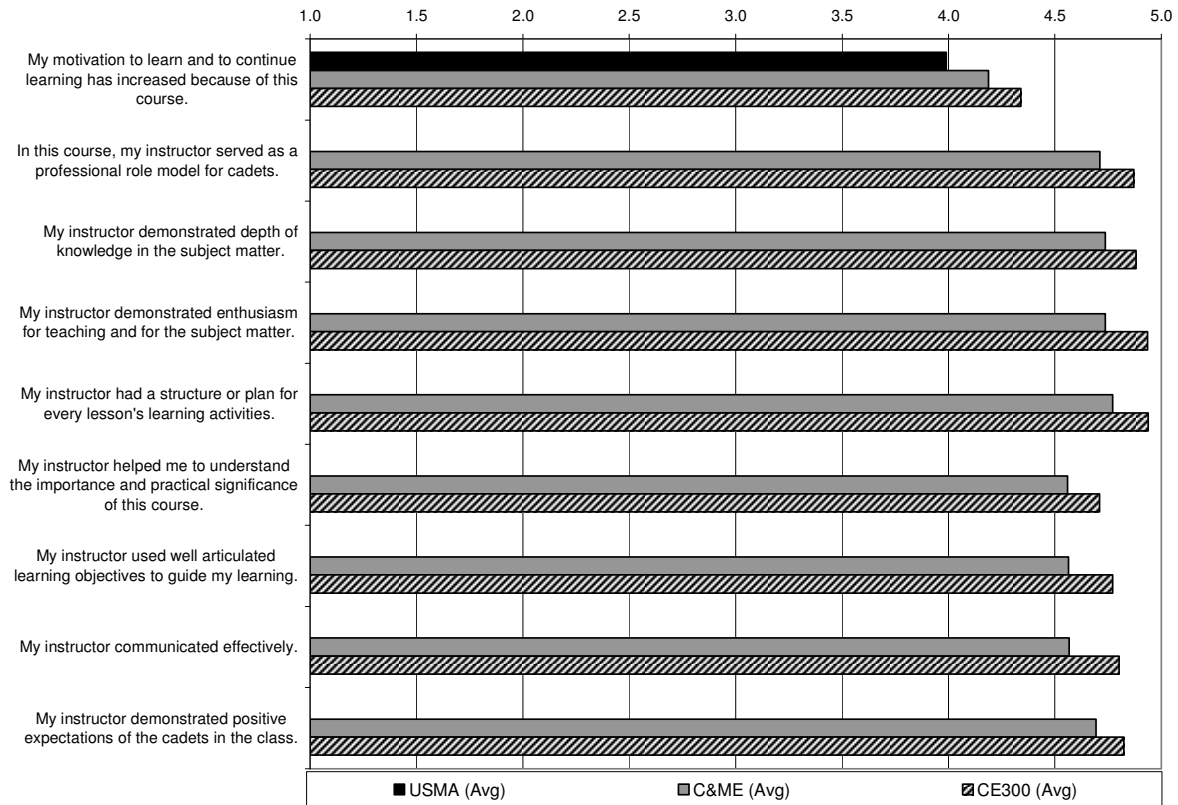 1.0 1.5 2.0 2.5 3.0 3.5 4.0 4.5 5.0
My motivation to learn and to continue
learning has increased because of this
course.
In this course, my instructor served as a
professional role model for cadets.
My instructor demonstrated depth of
knowledge in the subject matter.
My instructor demonstrated enthusiasm
for teaching and for the subject matter.
My instructor had a structure or plan for
every lesson's learning activities.
My instructor helped me to understand
the importance and practical significance
of this course.
My instructor used well articulated
learning objectives to guide my learning.
My instructor communicated effectively.
My instructor demonstrated positive
expectations of the cadets in the class.
USMA (Avg) C&ME (Avg) CE300 (Avg)